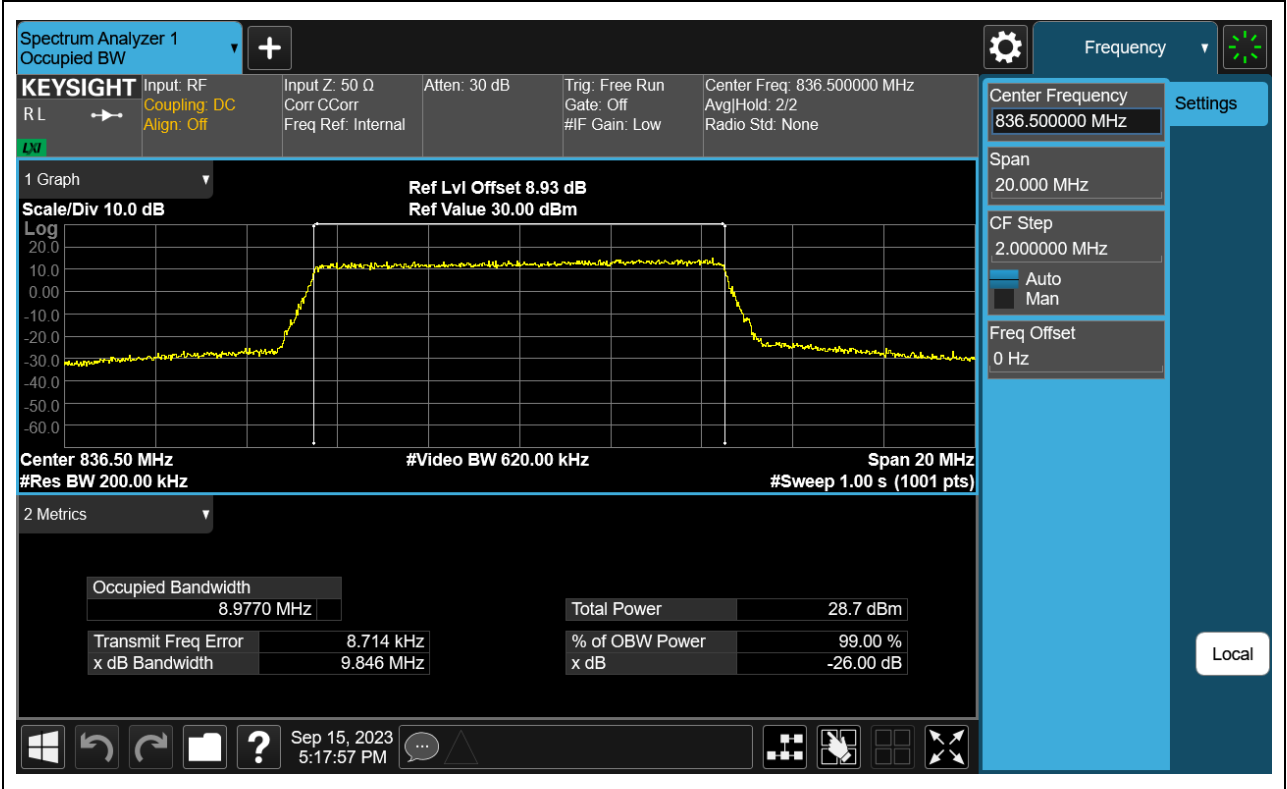 Spectrum Analyzer 1
Occupied BW
Frequency
KEYSIGHT
R L
LXI
Input: RF
Coupling: DC
Align: Off
Input Z: 50 Ω
Corr CCorr
Freq Ref: Internal
Atten: 30 dB
Trig: Free Run
Gate: Off
#IF Gain: Low
Center Freq: 836.500000 MHz
Avg|Hold: 2/2
Radio Std: None
Center Frequency
836.500000 MHz
Settings
Span
20.000 MHz
CF Step
2.000000 MHz
Auto
Man
Freq Offset
0 Hz
Local
1 Graph
Scale/Div 10.0 dB
Ref Lvl Offset 8.93 dB
Ref Value 30.00 dBm
Log
20.0
10.0
0.00
-10.0
-20.0
-30.0
-40.0
-50.0
-60.0
Center 836.50 MHz
#Video BW 620.00 kHz
Span 20 MHz
#Res BW 200.00 kHz
#Sweep 1.00 s (1001 pts)
2 Metrics
Occupied Bandwidth
8.9770 MHz
Total Power 28.7 dBm
Transmit Freq Error 8.714 kHz
% of OBW Power 99.00 %
x dB Bandwidth 9.846 MHz
x dB -26.00 dB
?
Sep 15, 2023
5:17:57 PM